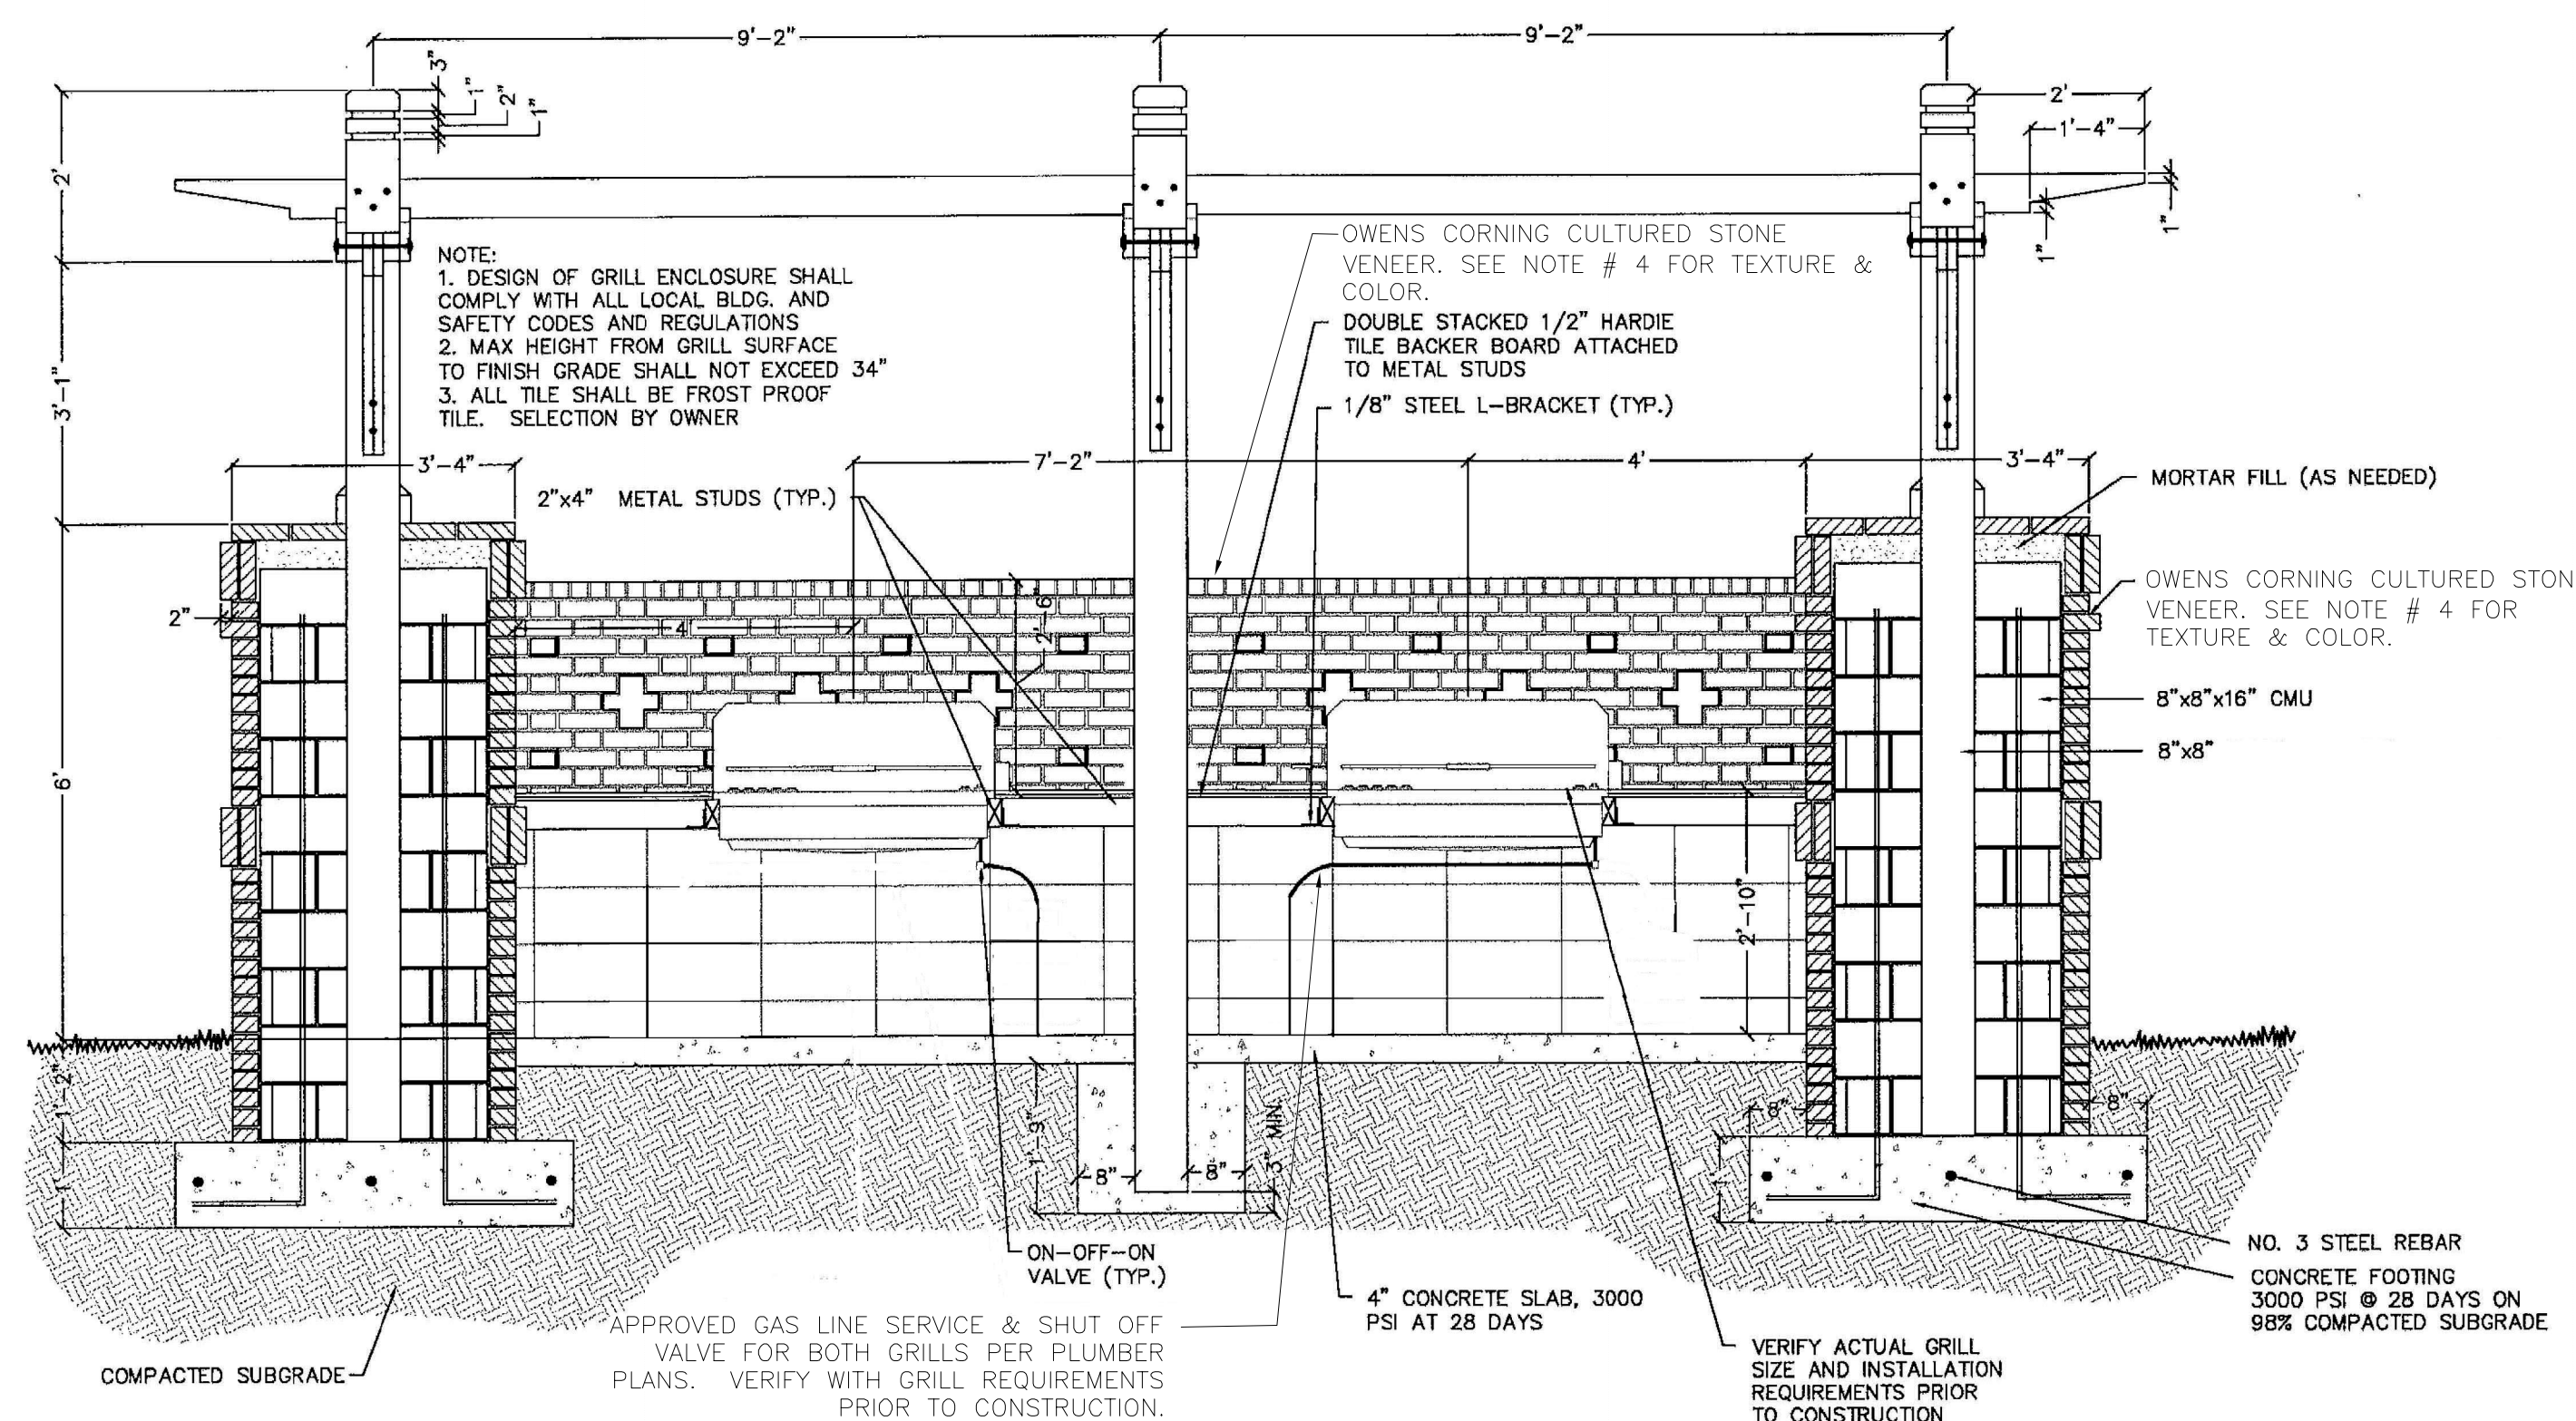 9'-2"
9'-2"
3"
1"
2"
1"
2'
1'-4"
2'
1"
1"
NOTE:
1. DESIGN OF GRILL ENCLOSURE SHALL
COMPLY WITH ALL LOCAL BLDG. AND
SAFETY CODES AND REGULATIONS
2. MAX HEIGHT FROM GRILL SURFACE
TO FINISH GRADE SHALL NOT EXCEED 34"
3. ALL TILE SHALL BE FROST PROOF
TILE. SELECTION BY OWNER
OWENS CORNING CULTURED STONE
VENEER. SEE NOTE # 4 FOR TEXTURE &
COLOR.
DOUBLE STACKED 1/2" HARDIE
TILE BACKER BOARD ATTACHED
TO METAL STUDS
1/8" STEEL L-BRACKET (TYP.)
3'-1"
3'-4"
7'-2"
4'
3'-4"
MORTAR FILL (AS NEEDED)
2"x4" METAL STUDS (TYP.)
2"
4'
2'-6"
OWENS CORNING CULTURED STON
VENEER. SEE NOTE # 4 FOR
TEXTURE & COLOR.
8"x8"x16" CMU
8"x8"
6'
2'-10"
1'-2"
1'-9"
8"
8"
3" MIN.
8"
8"
1'
1'
NO. 3 STEEL REBAR
CONCRETE FOOTING
3000 PSI @ 28 DAYS ON
98% COMPACTED SUBGRADE
ON-OFF-ON
VALVE (TYP.)
4" CONCRETE SLAB, 3000
PSI AT 28 DAYS
APPROVED GAS LINE SERVICE & SHUT OFF
VALVE FOR BOTH GRILLS PER PLUMBER
PLANS. VERIFY WITH GRILL REQUIREMENTS
PRIOR TO CONSTRUCTION.
VERIFY ACTUAL GRILL
SIZE AND INSTALLATION
REQUIREMENTS PRIOR
TO CONSTRUCTION
COMPACTED SUBGRADE